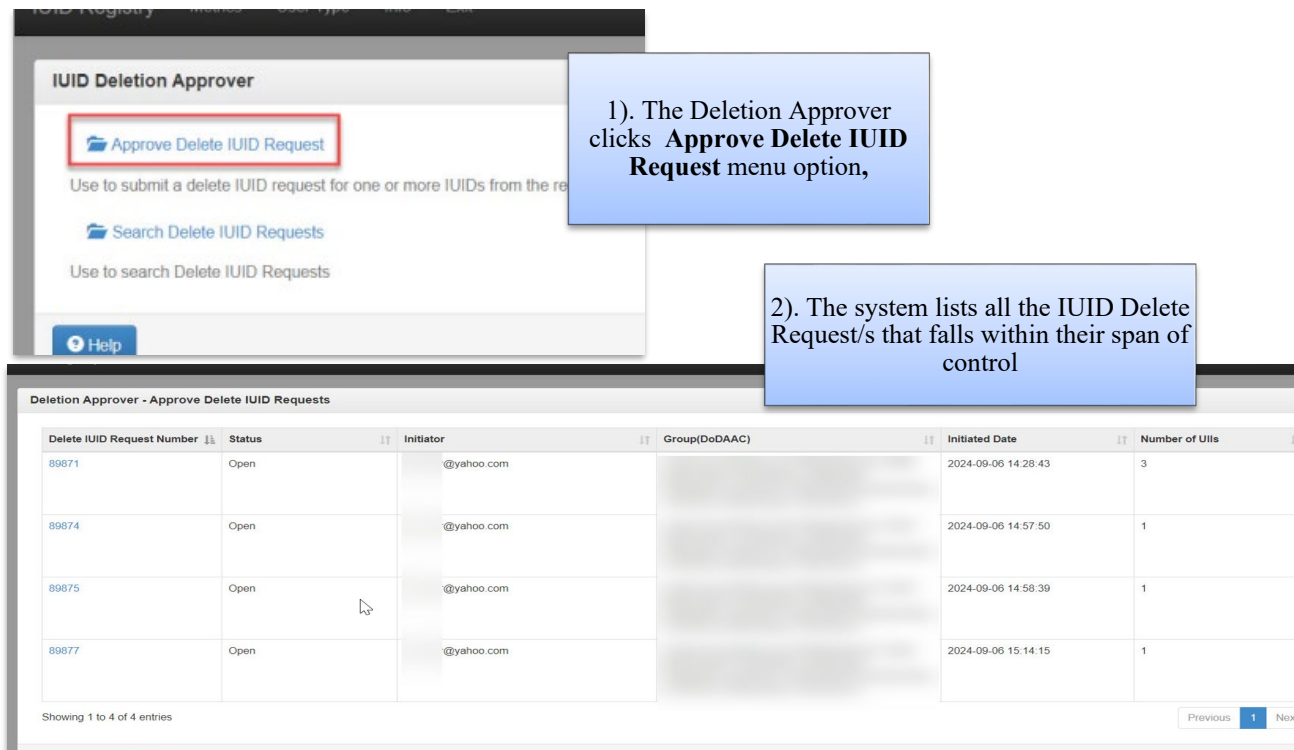 IUID Registry Metrics User Type Info Exit
IUID Deletion Approver
Approve Delete IUID Request
Use to submit a delete IUID request for one or more IUIDs from the re
Search Delete IUID Requests
Use to search Delete IUID Requests
Help
1). The Deletion Approver
clicks Approve Delete IUID
Request menu option,
2). The system lists all the IUID Delete
Request/s that falls within their span of
control
Deletion Approver - Approve Delete IUID Requests
Delete IUID Request Number Status Initiator Group(DoDAAC) Initiated Date Number of UIIs
89871 Open @yahoo.com 2024-09-06 14:28:43 3
89874 Open @yahoo.com 2024-09-06 14:57:50 1
89875 Open @yahoo.com 2024-09-06 14:58:39 1
89877 Open @yahoo.com 2024-09-06 15:14:15 1
Showing 1 to 4 of 4 entries
Previous 1 Nex